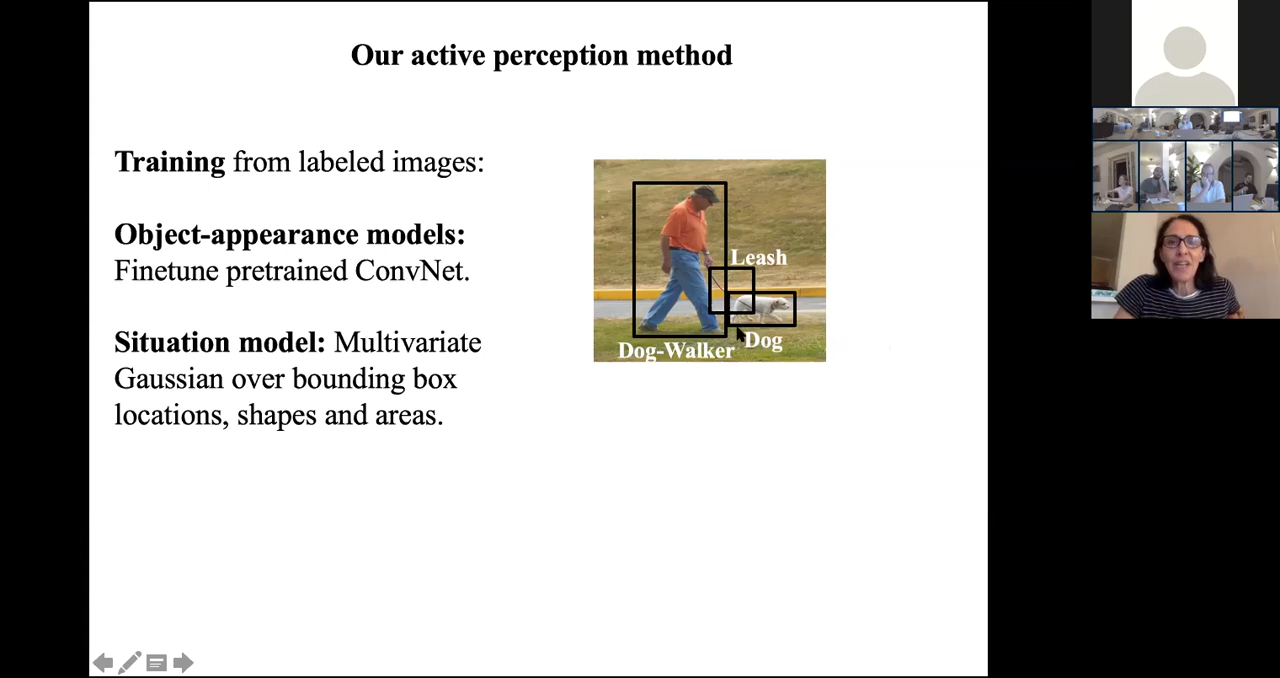 Our active perception method
Training from labeled images:
Object-appearance models:
Finetune pretrained ConvNet.
Situation model: Multivariate
Gaussian over bounding box
locations, shapes and areas.
Leash
Dog
Dog-Walker